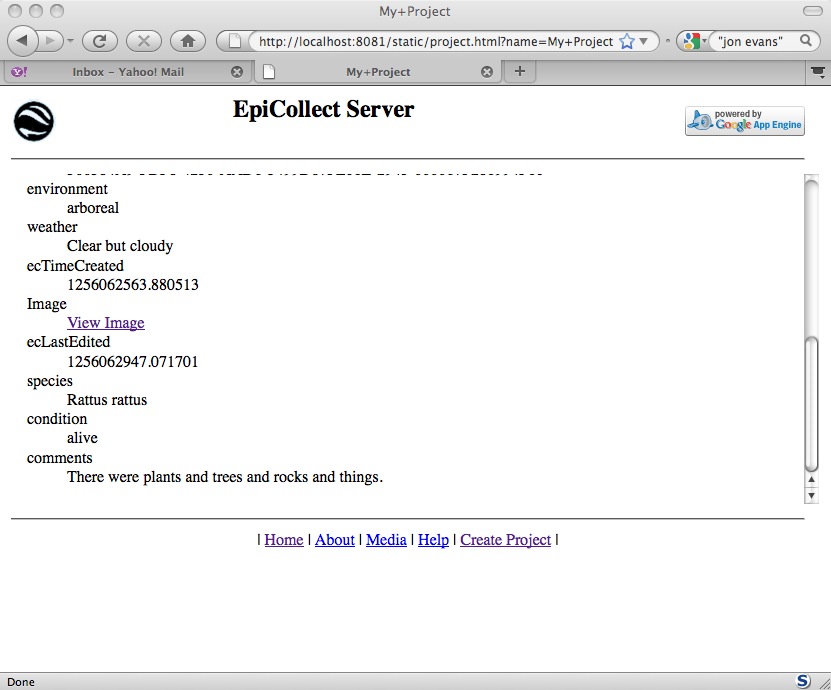 My+Project
http://localhost:8081/static/project.html?name=My+Project
"jon evans"
Y!
Inbox – Yahoo! Mail
My+Project
EpiCollect Server
powered by
Google App Engine
environment
arboreal
weather
Clear but cloudy
ecTimeCreated
1256062563.880513
Image
View Image
ecLastEdited
1256062947.071701
species
Rattus rattus
condition
alive
comments
There were plants and trees and rocks and things.
| Home | About | Media | Help | Create Project |
Done
S